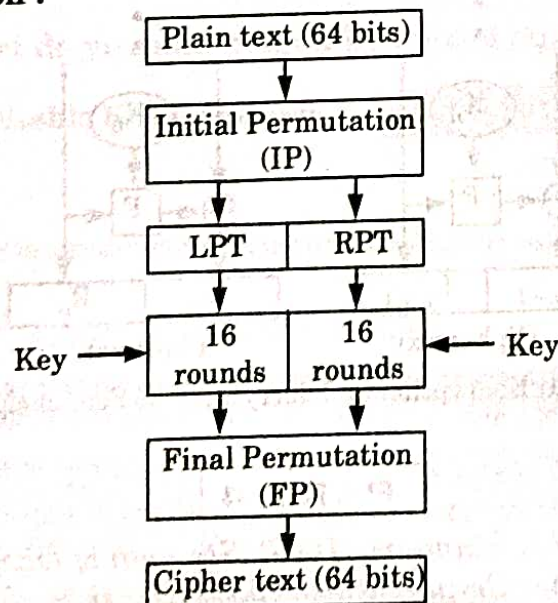 Plain text (64 bits)
Initial Permutation
(IP)
LPT RPT
16 16
Key rounds rounds Key
Final Permutation
(FP)
Cipher text (64 bits)